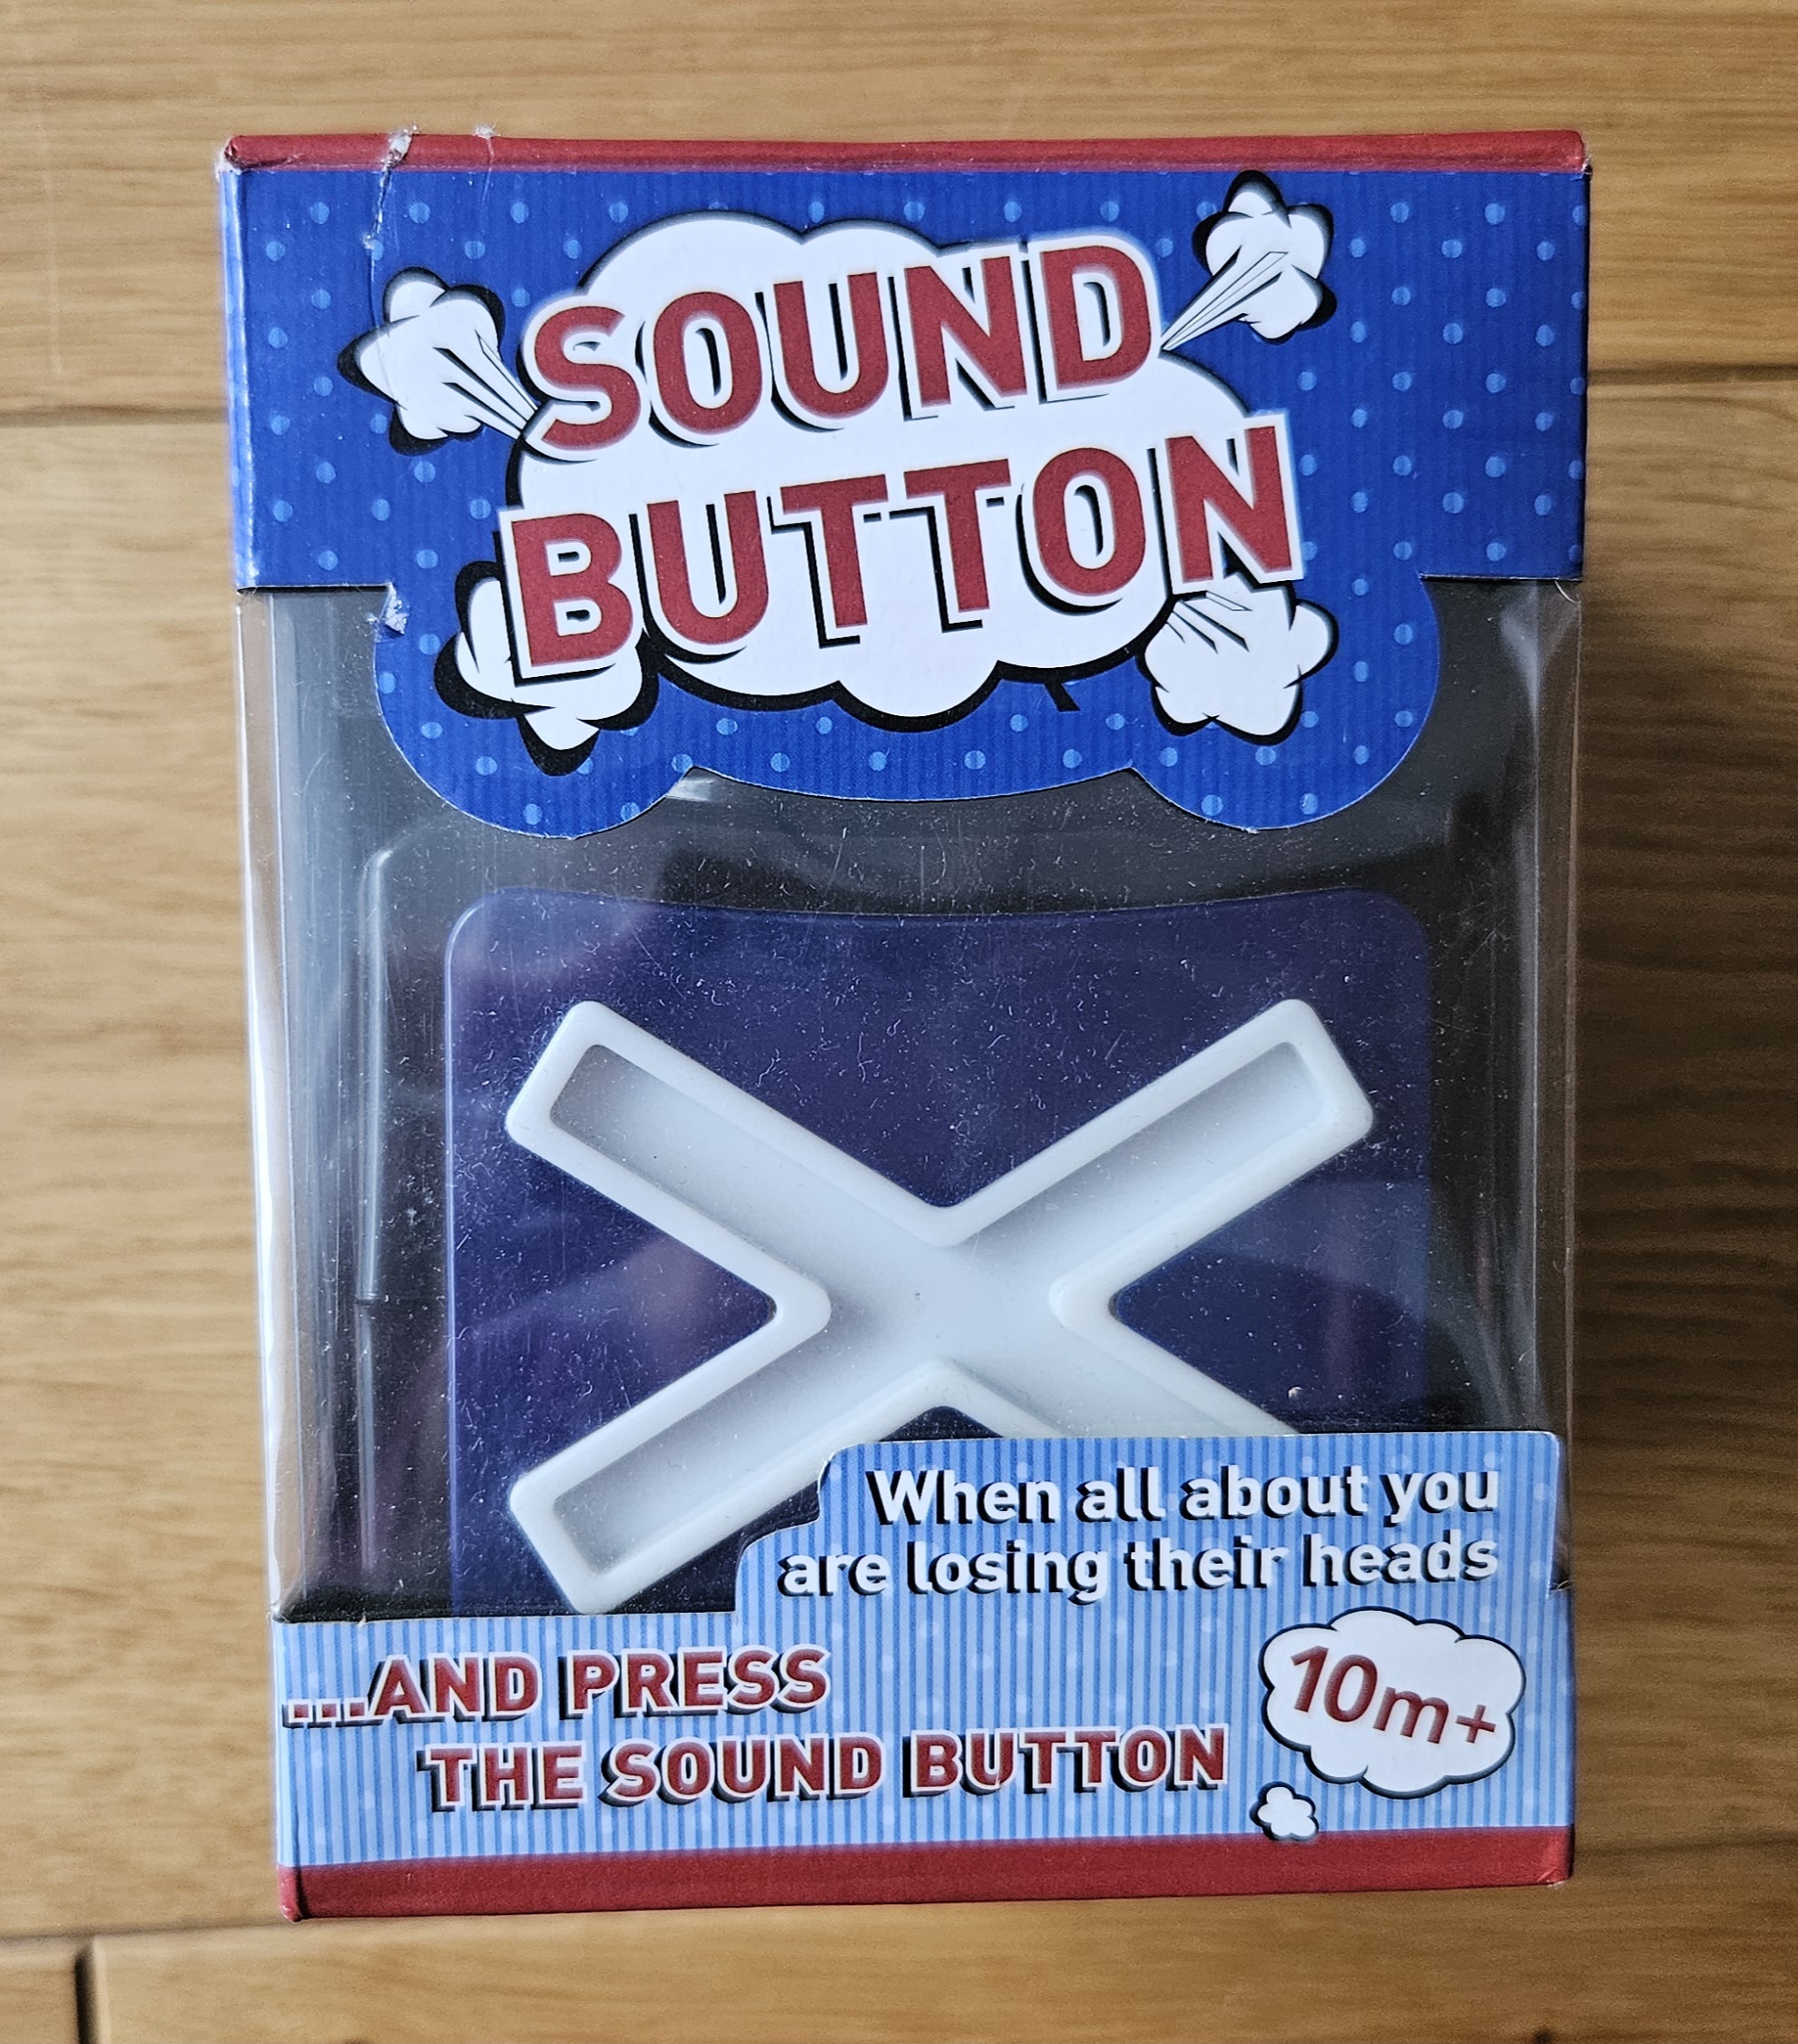 SOUND
BUTTON
When all about you
are losing their heads
...AND PRESS
THE SOUND BUTTON
10m+